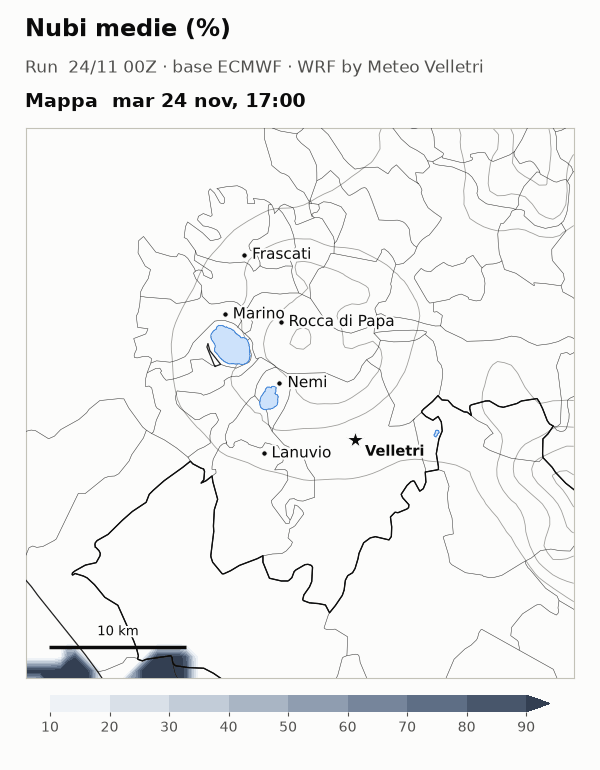 Nubi medie (%)
Run  24/11 00Z · base ECMWF · WRF by Meteo Velletri
Mappa  mar 24 nov, 17:00
Frascati
Marino
Rocca di Papa
Nemi
Velletri
Lanuvio
10 km
10 20 30 40 50 60 70 80 90